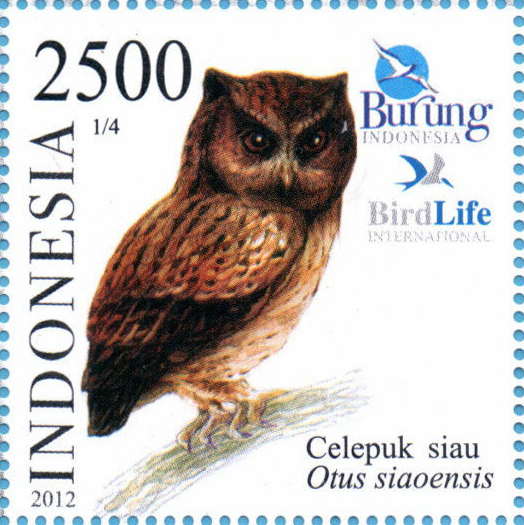 2500
1/4
INDONESIA
Burung
INDONESIA
BirdLife
INTERNATIONAL
Celepuk siau
Otus siaoensis
2012